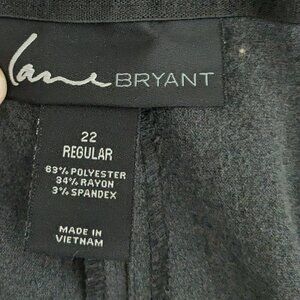 Lane BRYANT
22
REGULAR
63% POLYESTER
34% RAYON
3% SPANDEX
MADE IN
VIETNAM